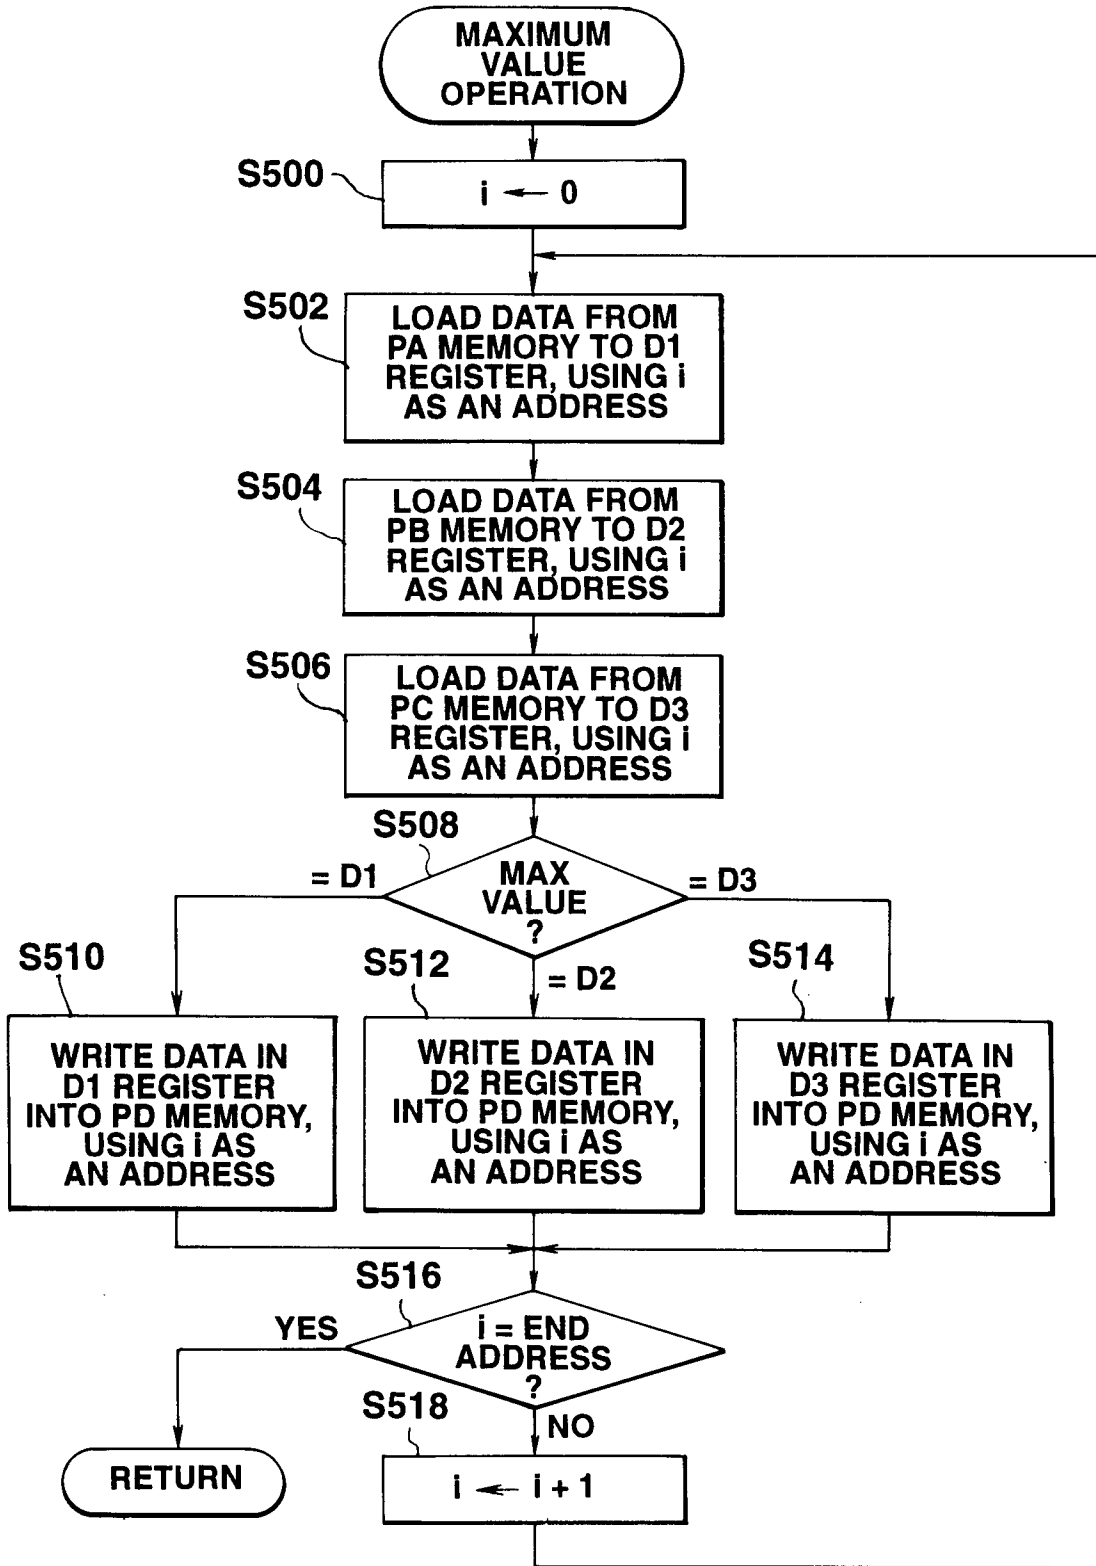 MAXIMUM
VALUE
OPERATION
S500
i ← 0
S502
LOAD DATA FROM
PA MEMORY TO D1
REGISTER, USING i
AS AN ADDRESS
S504
LOAD DATA FROM
PB MEMORY TO D2
REGISTER, USING i
AS AN ADDRESS
S506
LOAD DATA FROM
PC MEMORY TO D3
REGISTER, USING i
AS AN ADDRESS
S508
MAX
VALUE
?
= D1
= D2
= D3
S510
WRITE DATA IN
D1 REGISTER
INTO PD MEMORY,
USING i AS
AN ADDRESS
S512
WRITE DATA IN
D2 REGISTER
INTO PD MEMORY,
USING i AS
AN ADDRESS
S514
WRITE DATA IN
D3 REGISTER
INTO PD MEMORY,
USING i AS
AN ADDRESS
S516
i = END
ADDRESS
?
YES
NO
RETURN
S518
i ← i + 1